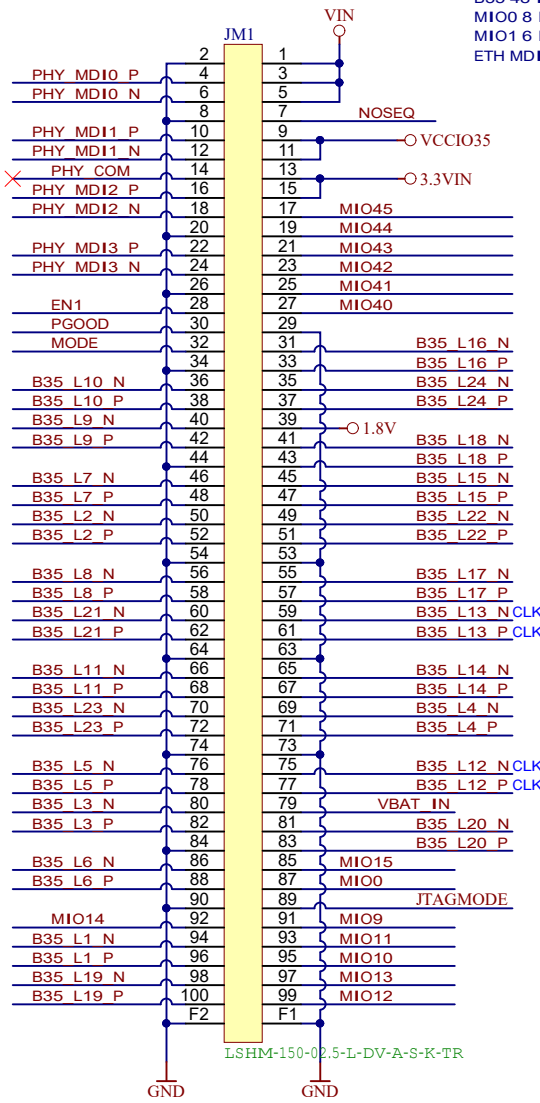 VIN
MIO0 8
MIO1 6
ETH MDI
JM1
2 1
PHY_MDI0_P 4 3
PHY_MDI0_N 6 5
8 7 NOSEQ
PHY_MDI1_P 10 9 VCCIO35
PHY_MDI1_N 12 11
PHY_COM 14 13 3.3VIN
PHY_MDI2_P 16 15
PHY_MDI2_N 18 17 MIO45
20 19 MIO44
PHY_MDI3_P 22 21 MIO43
PHY_MDI3_N 24 23 MIO42
26 25 MIO41
EN1 28 27 MIO40
PGOOD 30 29
MODE 32 31 B35_L16_N
34 33 B35_L16_P
B35_L10_N 36 35 B35_L24_N
B35_L10_P 38 37 B35_L24_P
B35_L9_N 40 39 1.8V
B35_L9_P 42 41 B35_L18_N
44 43 B35_L18_P
B35_L7_N 46 45 B35_L15_N
B35_L7_P 48 47 B35_L15_P
B35_L2_N 50 49 B35_L22_N
B35_L2_P 52 51 B35_L22_P
54 53
B35_L8_N 56 55 B35_L17_N
B35_L8_P 58 57 B35_L17_P
B35_L21_N 60 59 B35_L13_N CLK
B35_L21_P 62 61 B35_L13_P CLK
64 63
B35_L11_N 66 65 B35_L14_N
B35_L11_P 68 67 B35_L14_P
B35_L23_N 70 69 B35_L4_N
B35_L23_P 72 71 B35_L4_P
74 73
B35_L5_N 76 75 B35_L12_N CLK
B35_L5_P 78 77 B35_L12_P CLK
B35_L3_N 80 79 VBAT_IN
B35_L3_P 82 81 B35_L20_N
84 83 B35_L20_P
B35_L6_N 86 85 MIO15
B35_L6_P 88 87 MIO0
90 89 JTAGMODE
MIO14 92 91 MIO9
B35_L1_N 94 93 MIO11
B35_L1_P 96 95 MIO10
B35_L19_N 98 97 MIO13
B35_L19_P 100 99 MIO12
F2 F1
LSHM-150-02.5-L-DV-A-S-K-TR
GND GND